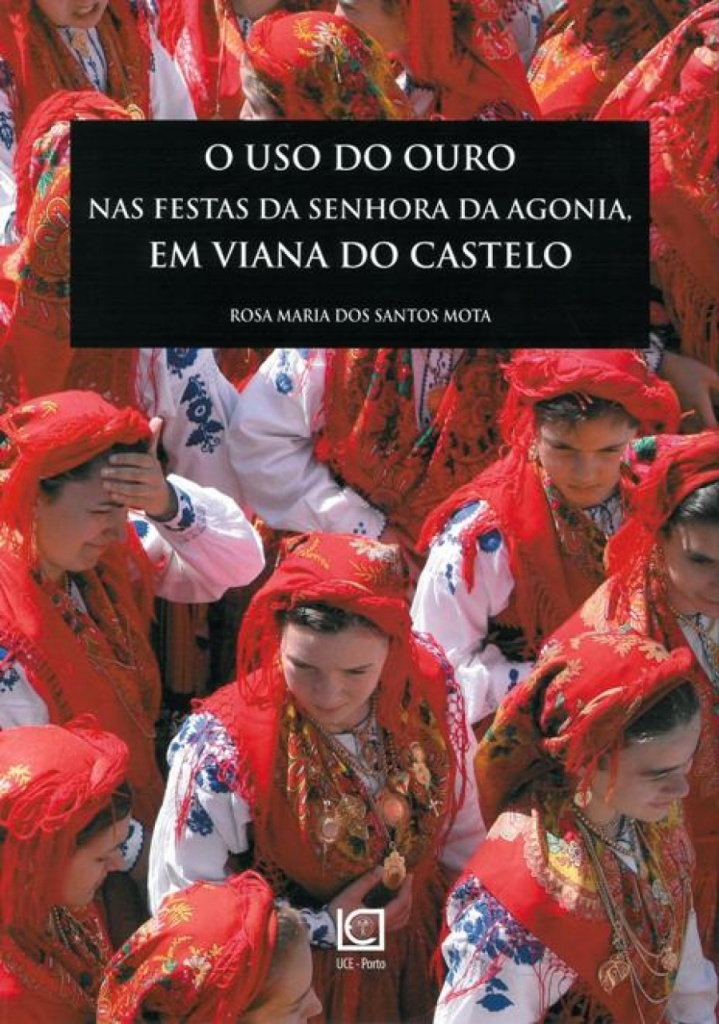 O USO DO OURO
NAS FESTAS DA SENHORA DA AGONIA,
EM VIANA DO CASTELO
ROSA MARIA DOS SANTOS MOTA
UCE - Porto